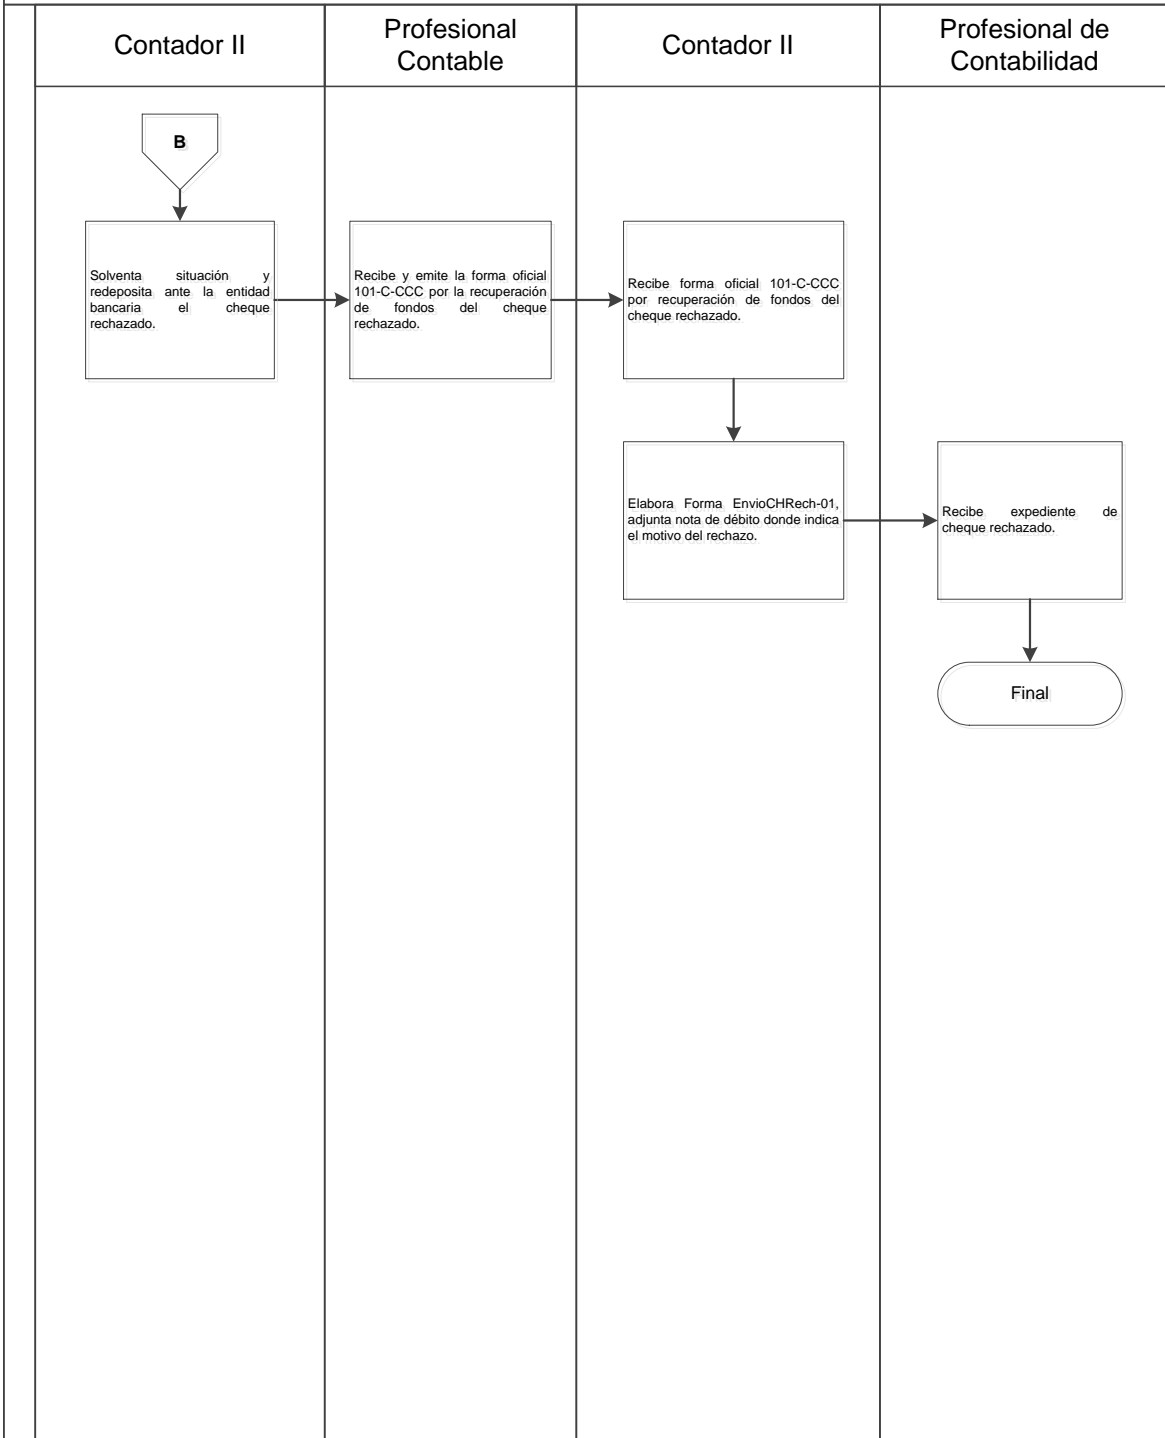 Contador II
Profesional
Contable
Contador II
Profesional de
Contabilidad
B
Solventa situación y
redeposita ante la entidad
bancaria el cheque
rechazado.
Recibe y emite la forma oficial
101-C-CCC por la recuperación
de fondos del cheque
rechazado.
Recibe forma oficial 101-C-CCC
por recuperación de fondos del
cheque rechazado.
Elabora Forma EnvioCHRech-01,
adjunta nota de débito donde indica
el motivo del rechazo.
Recibe expediente de
cheque rechazado.
Final